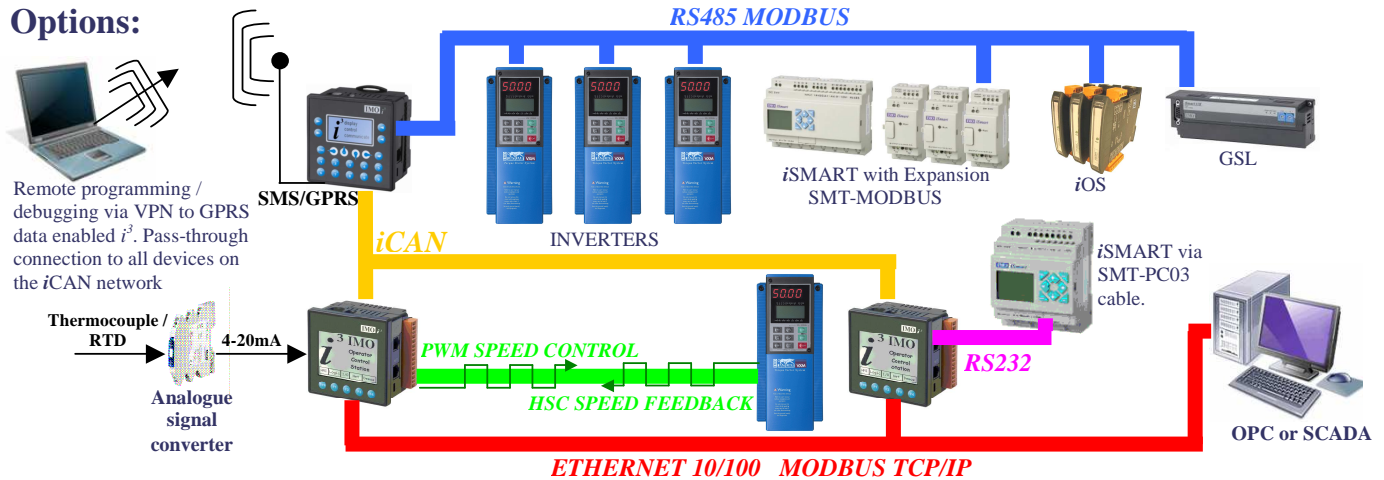 Options:
RS485 MODBUS
IMO
50.00
50.00
50.00
SMS/GPRS
INVERTERS
iSMART with Expansion
SMT-MODBUS
iOS
GSL
Remote programming /
debugging via VPN to GPRS
data enabled i³. Pass-through
connection to all devices on
the iCAN network
iCAN
iSMART via
SMT-PC03
cable.
Thermocouple /
RTD
4-20mA
Analogue
signal
converter
IMO
i³ IMO
Operator
Control
Station
PWM SPEED CONTROL
HSC SPEED FEEDBACK
50.00
IMO
i³ IMO
Operator
Control
Station
RS232
OPC or SCADA
ETHERNET 10/100 MODBUS TCP/IP